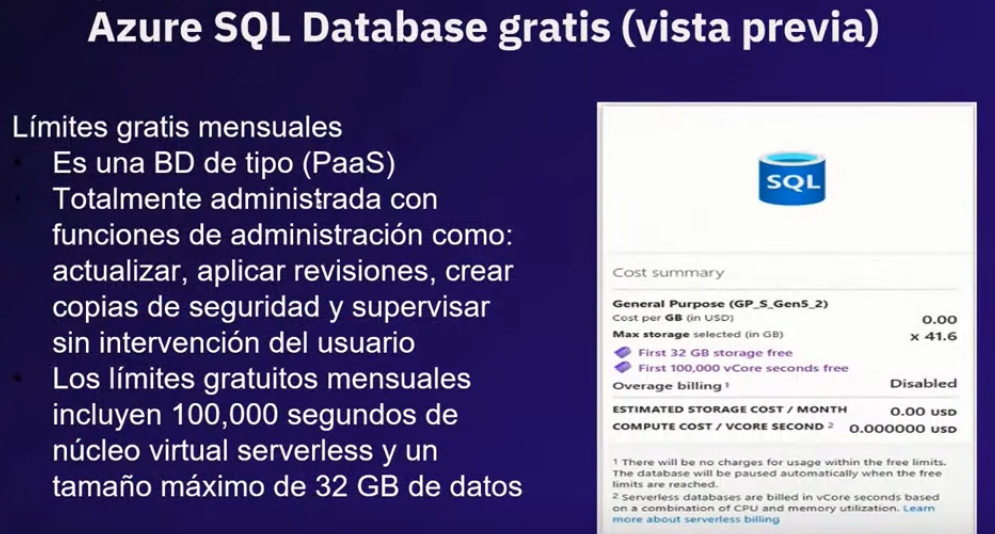 Azure SQL Database gratis (vista previa)
Límites gratis mensuales
Es una BD de tipo (PaaS)
Totalmente administrada con
funciones de administración como:
actualizar, aplicar revisiones, crear
copias de seguridad y supervisar
sin intervención del usuario
Los límites gratuitos mensuales
incluyen 100,000 segundos de
núcleo virtual serverless y un
tamaño máximo de 32 GB de datos
SQL
Cost summary
General Purpose (GP_S_Gen5_2)
Cost per GB (in USD) 0.00
Max storage selected (in GB) x 41.6
First 32 GB storage free
First 100,000 vCore seconds free
Overage billing 1 Disabled
ESTIMATED STORAGE COST / MONTH 0.00 USD
COMPUTE COST / VCORE SECOND 2 0.000000 USD
1 There will be no charges for usage within the free limits.
The database will be paused automatically when the free
limits are reached.
2 Serverless databases are billed in vCore seconds based
on a combination of CPU and memory utilization. Learn
more about serverless billing